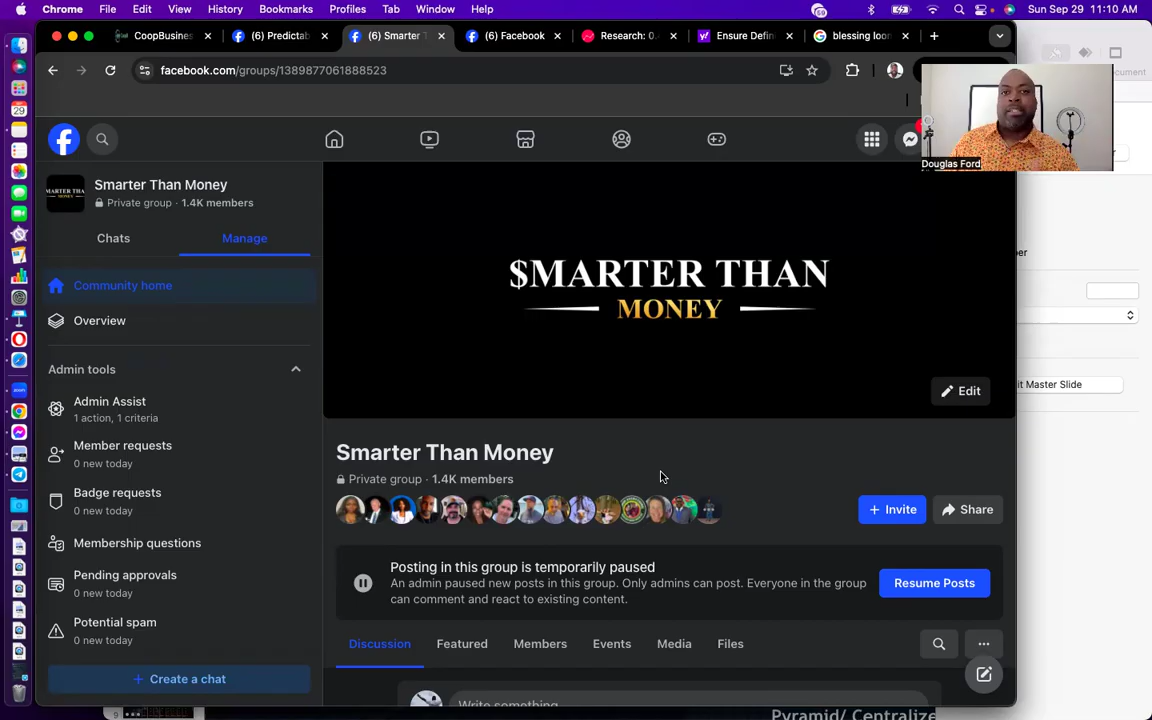 Chrome File Edit View History Bookmarks Profiles Tab Window Help Sun Sep 29 11:10 AM
CoopBusines (6) Predictab (6) Smarter T (6) Facebook Research: 0. Ensure Defin blessing loon
facebook.com/groups/1389877061888523
Douglas Ford
Smarter Than Money
Private group · 1.4K members
Chats Manage
Community home
Overview
Admin tools
Admin Assist
1 action, 1 criteria
Member requests
0 new today
Badge requests
0 new today
Membership questions
Pending approvals
0 new today
Potential spam
0 new today
+ Create a chat
$MARTER THAN
MONEY
Edit
Smarter Than Money
Private group · 1.4K members
+ Invite Share
Posting in this group is temporarily paused
An admin paused new posts in this group. Only admins can post. Everyone in the group
can comment and react to existing content.
Resume Posts
Discussion Featured Members Events Media Files
Write something
ocument
ber
it Master Slide
Pyramid/ Centralize